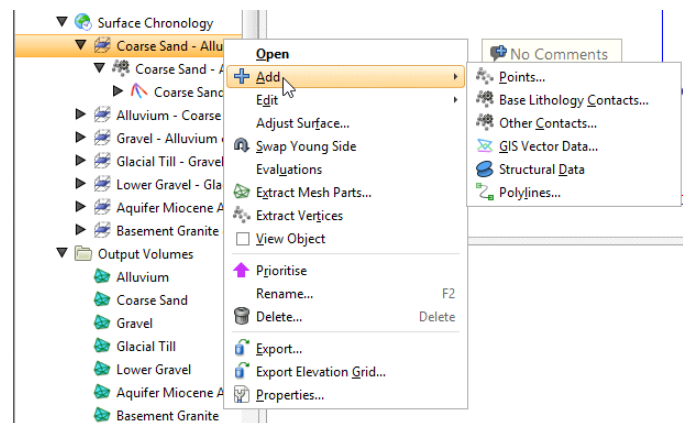 Surface Chronology
Coarse Sand - Allu
Coarse Sand - A
Coarse Sand
Alluvium - Coarse
Gravel - Alluvium
Glacial Till - Gravel
Lower Gravel - Gla
Aquifer Miocene A
Basement Granite
Output Volumes
Alluvium
Coarse Sand
Gravel
Glacial Till
Lower Gravel
Aquifer Miocene A
Basement Granite
Open
Add
Edit
Adjust Surface...
Swap Young Side
Evaluations
Extract Mesh Parts...
Extract Vertices
View Object
Prioritise
Rename... F2
Delete... Delete
Export...
Export Elevation Grid...
Properties...
No Comments
Points...
Base Lithology Contacts...
Other Contacts...
GIS Vector Data...
Structural Data
Polylines...